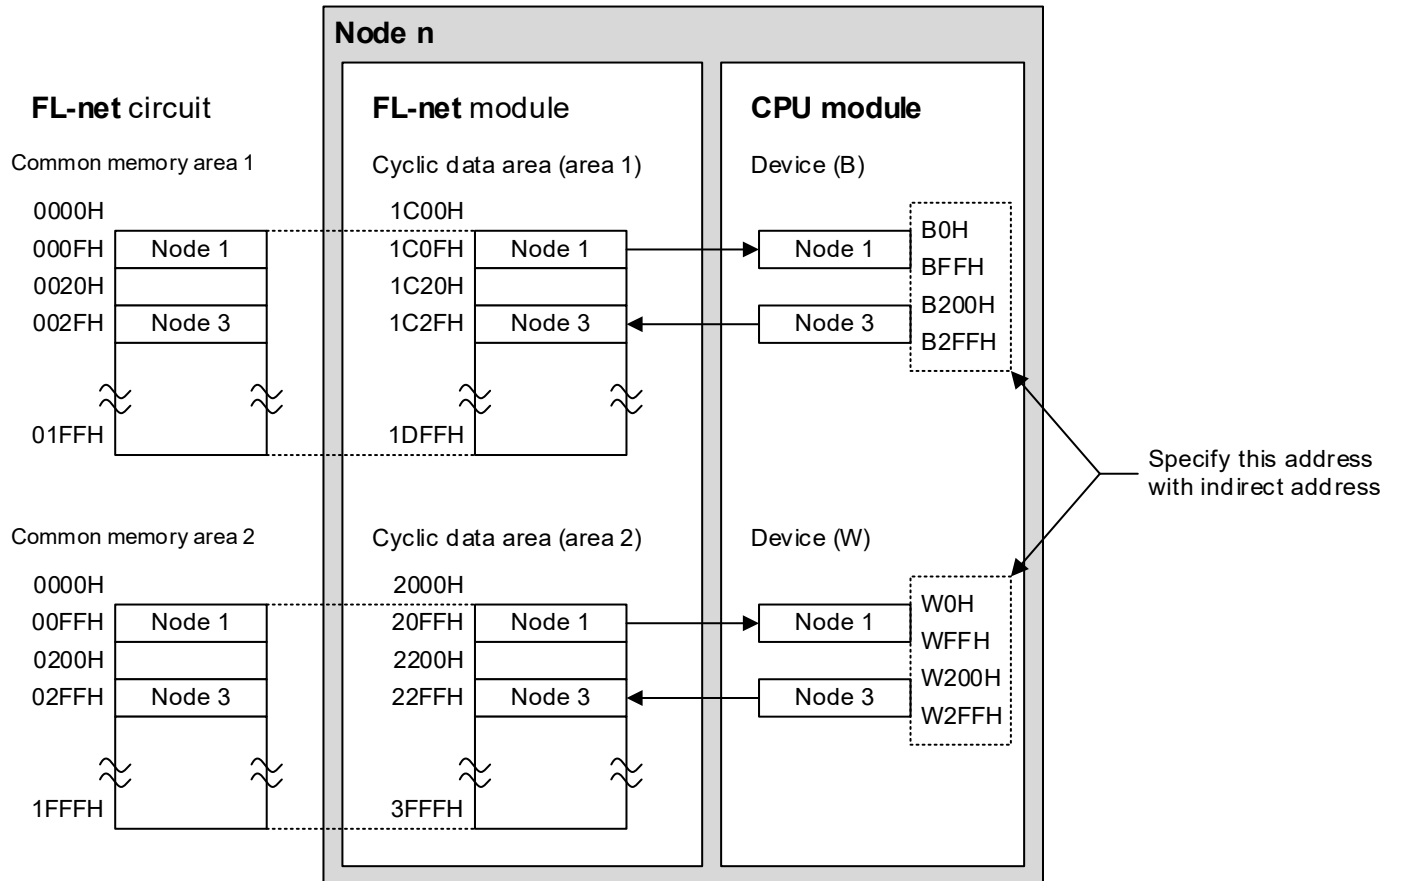 Node n
FL-net circuit
Common memory area 1
0000H
000FH
0020H
002FH
01FFH
Node 1
Node 3
FL-net module
Cyclic data area (area 1)
1C00H
1C0FH
1C20H
1C2FH
1DFFH
Node 1
Node 3
CPU module
Device (B)
Node 1
Node 3
B0H
BFFH
B200H
B2FFH
Specify this address
with indirect address
Common memory area 2
0000H
00FFH
0200H
02FFH
1FFFH
Node 1
Node 3
Cyclic data area (area 2)
2000H
20FFH
2200H
22FFH
3FFFH
Node 1
Node 3
Device (W)
Node 1
Node 3
W0H
WFFH
W200H
W2FFH